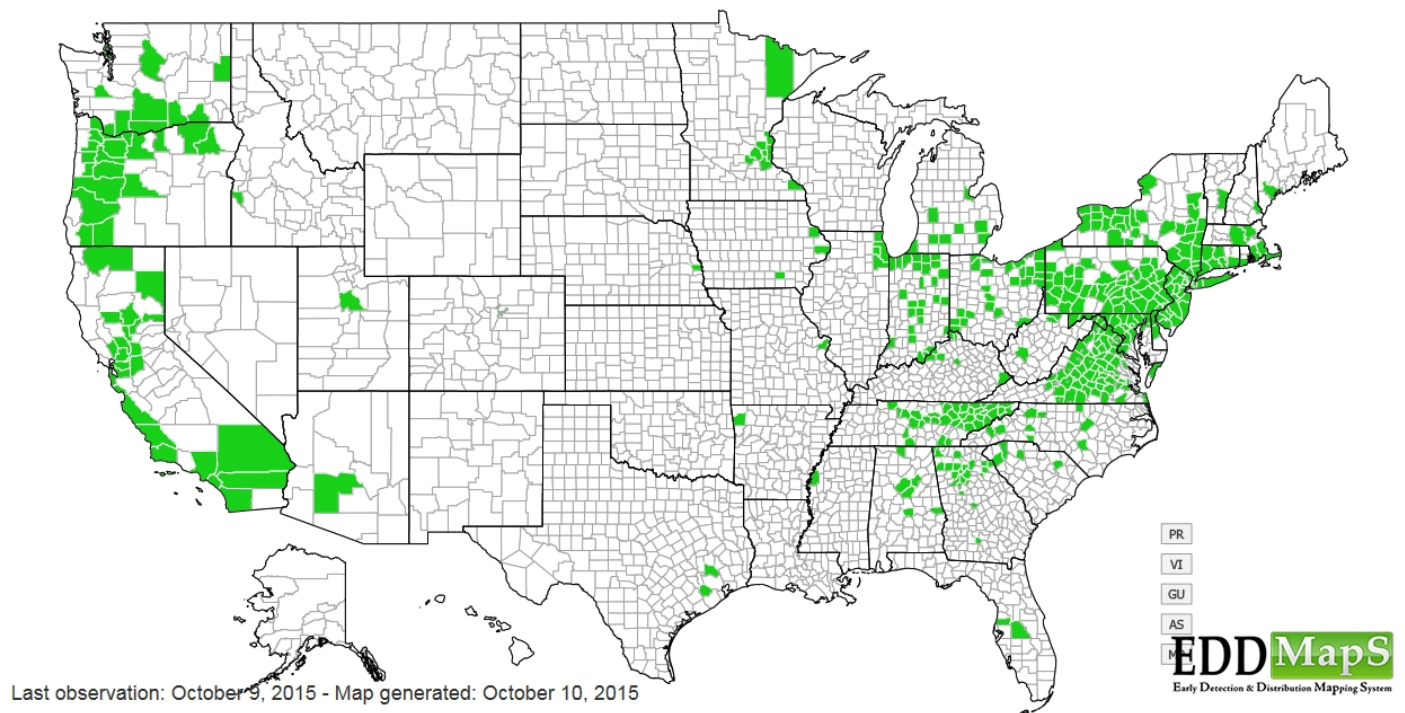 PR
VI
GU
AS
M
EDDMapS
Early Detection & Distribution Mapping System
Last observation: October 9, 2015 - Map generated: October 10, 2015